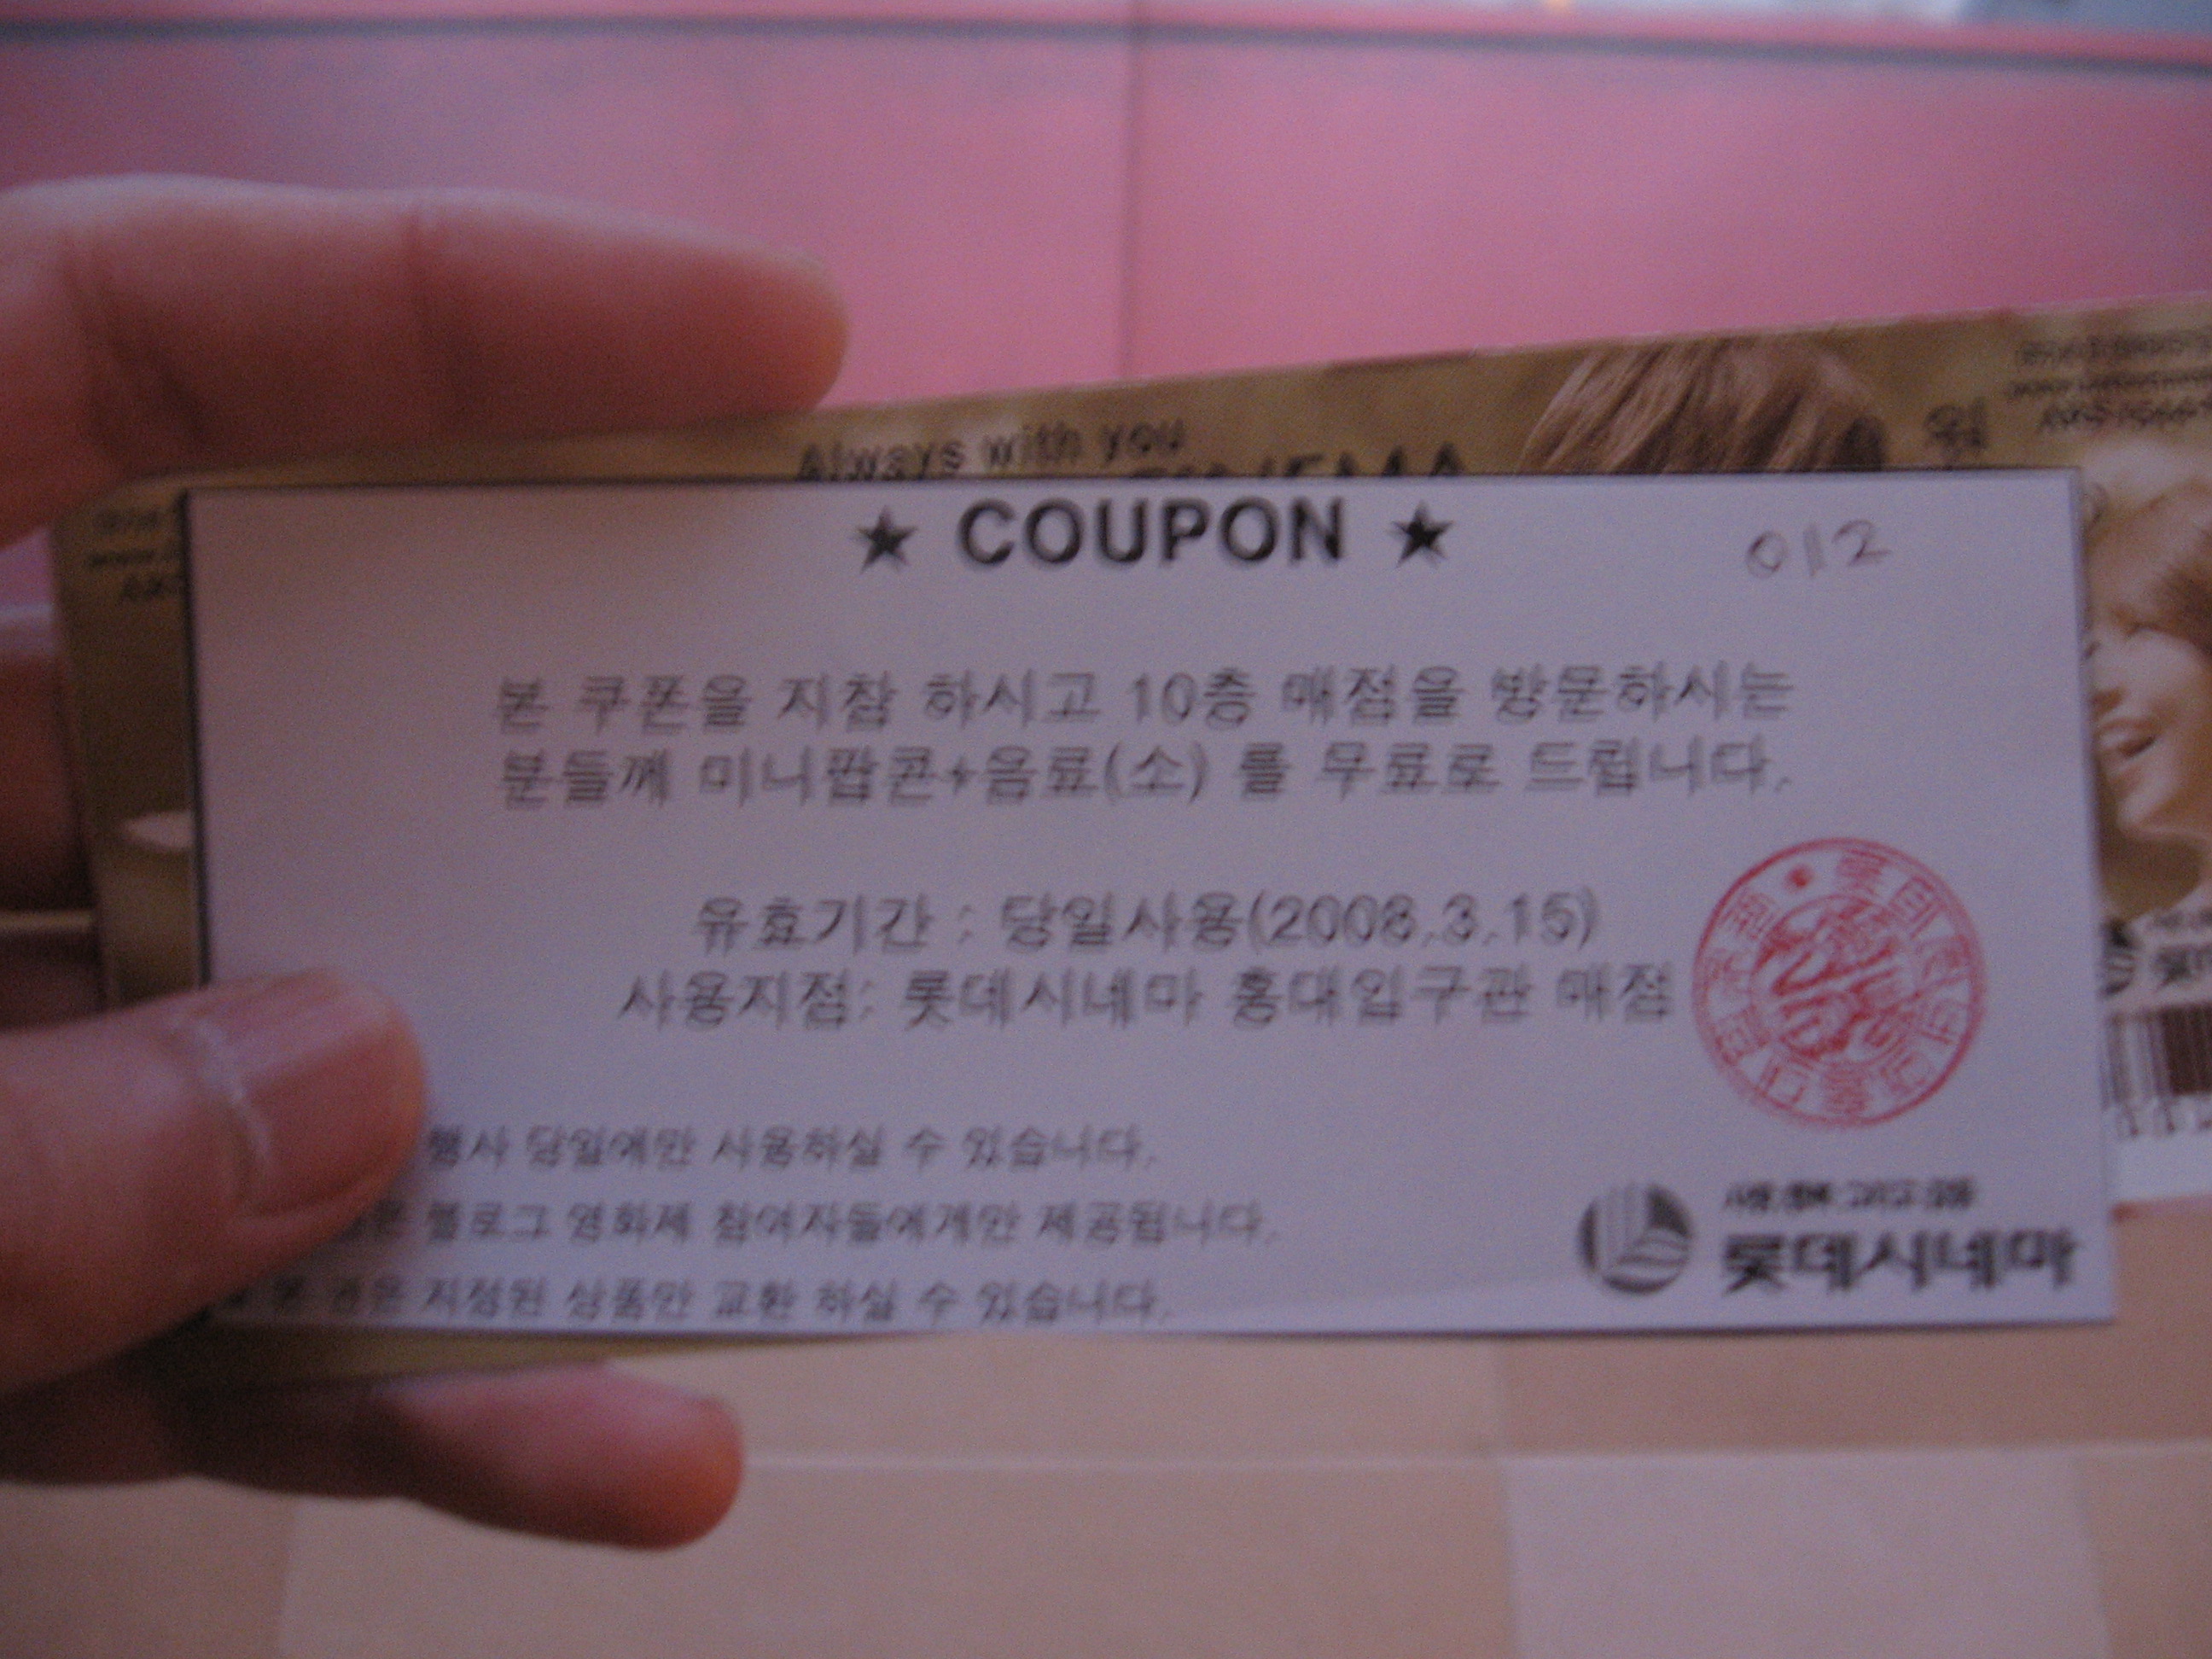 Always with you
★ COUPON ★
012
본 쿠폰을 지참 하시고 10층 매점을 방문하시는
분들께 미니팝콘+음료(소) 를 무료로 드립니다.
유효기간 : 당일사용(2008.3.15)
사용지점: 롯데시네마 홍대입구관 매점
행사 당일에만 사용하실 수 있습니다.
블로그 영화제 참여자들에게만 제공됩니다.
지정된 상품만 교환 하실 수 있습니다.
롯데시네마